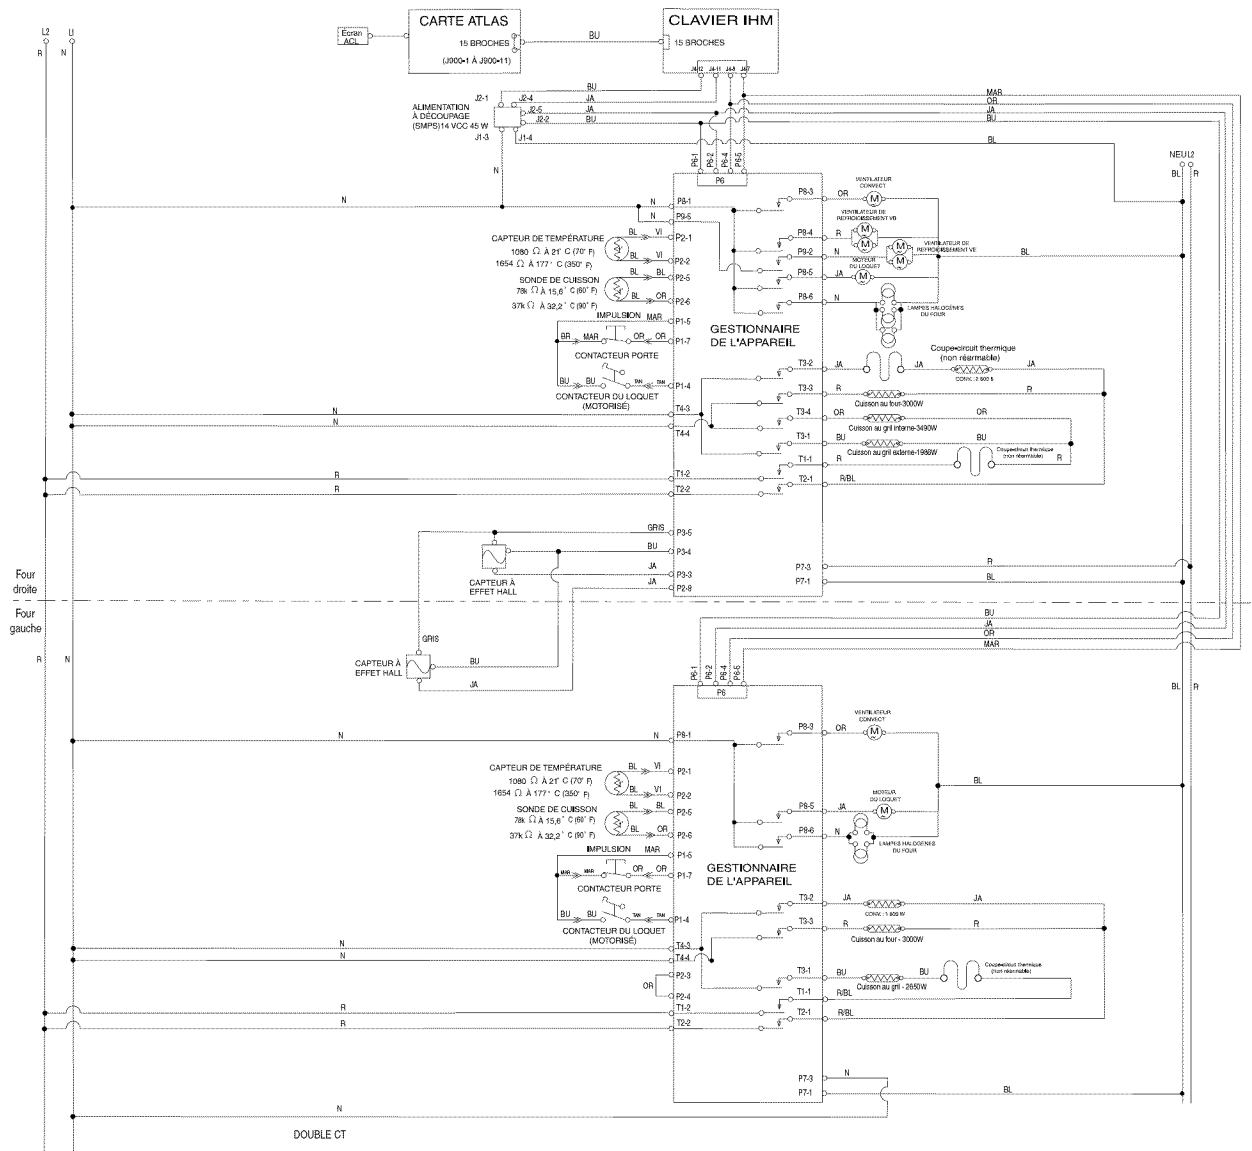 L2
L1
R
N
Écran
ACL
CARTE ATLAS
15 BROCHES
(J900-1 À J900-11)
BU
CLAVIER IHM
15 BROCHES
J4-12
J4-11
J4-9
J4-7
BU
JA
J2-1
J2-4
J2-5
J2-2
JA
BU
ALIMENTATION
À DÉCOUPAGE
(SMPS)14 VCC 45 W
J1-3
J1-4
N
MAR
OR
JA
BU
BL
NEU
L2
BL
R
P6-1
P6-2
P6-4
P6-5
P6
N
N
P8-1
N
P9-5
CAPTEUR DE TEMPÉRATURE
1080 Ω À 21° C (70° F)
1654 Ω À 177° C (350° F)
BL
VI
P2-1
BL
VI
P2-2
SONDE DE CUISSON
78k Ω À 15,6° C (60° F)
37k Ω À 32,2° C (90° F)
BL
BL
P2-5
BL
OR
P2-6
IMPULSION
MAR
P1-5
BR
MAR
OR
OR
P1-7
CONTACTEUR PORTE
BU
BU
TAN
TAN
P1-4
CONTACTEUR DU LOQUET
(MOTORISÉ)
N
T4-3
N
T4-4
R
T1-2
R
T2-2
GESTIONNAIRE
DE L'APPAREIL
P8-3
OR
VENTILATEUR
CONVECT
M
VENTILATEUR DE
REFROIDISSEMENT VB
P8-4
R
M
M
VENTILATEUR DE
REFROIDISSEMENT VE
P9-2
N
M
M
BL
MOTEUR
DU LOQUET
P8-5
JA
M
P8-6
N
LAMPES HALOGÈNES
DU FOUR
Coupe-circuit thermique
(non réarmable)
T3-2
JA
JA
JA
T3-3
R
R
Cuisson au four-3000W
T3-4
OR
OR
Cuisson au gril interne-3490W
T3-1
BU
BU
Cuisson au gril externe-1986W
Coupe-circuit thermique
(non réarmable)
T1-1
R
R
T2-1
R/BL
GRIS
P3-5
BU
P3-4
JA
P3-3
JA
P2-9
CAPTEUR À
EFFET HALL
P7-3
R
P7-1
BL
Four
droite
Four
gauche
R
N
GRIS
CAPTEUR À
EFFET HALL
BU
JA
BU
JA
OR
MAR
P6-1
P6-2
P6-4
P6-5
P6
BL
R
N
N
P8-1
CAPTEUR DE TEMPÉRATURE
1080 Ω À 21° C (70° F)
1654 Ω À 177° C (350° F)
BL
VI
P2-1
BL
VI
P2-2
SONDE DE CUISSON
78k Ω À 15,6° C (60° F)
37k Ω À 32,2° C (90° F)
BL
BL
P2-5
BL
OR
P2-6
IMPULSION
MAR
P1-5
MAR
MAR
OR
OR
P1-7
CONTACTEUR PORTE
BU
BU
TAN
TAN
P1-4
CONTACTEUR DU LOQUET
(MOTORISÉ)
N
T4-3
N
T4-4
P2-3
OR
P2-4
R
T1-2
R
T2-2
GESTIONNAIRE
DE L'APPAREIL
P8-3
OR
VENTILATEUR
CONVECT
M
BL
MOTEUR
DU LOQUET
P8-5
JA
M
P8-6
N
LAMPES HALOGÈNES
DU FOUR
T3-2
JA
JA
T3-3
R
R
Cuisson au four - 3000W
T3-1
BU
BU
Cuisson au gril - 2650W
Coupe-circuit thermique
(non réarmable)
T1-1
R/BL
T2-1
R/BL
P7-3
N
P7-1
BL
N
DOUBLE CT